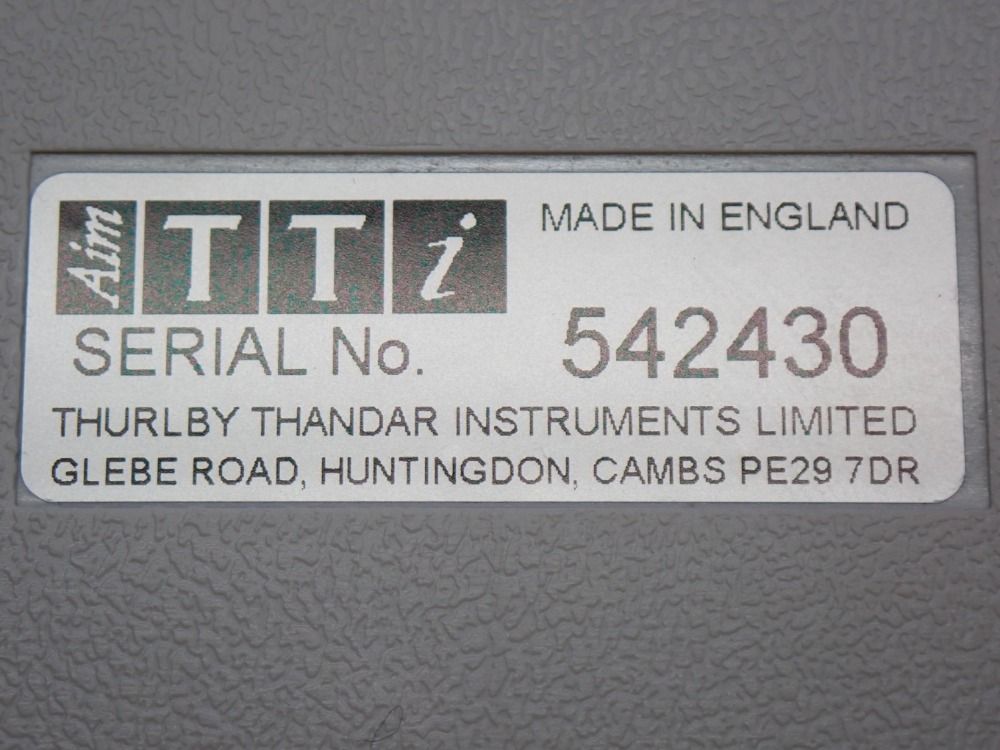 Aim TTi MADE IN ENGLAND
SERIAL No. 542430
THURLBY THANDAR INSTRUMENTS LIMITED
GLEBE ROAD, HUNTINGDON, CAMBS PE29 7DR